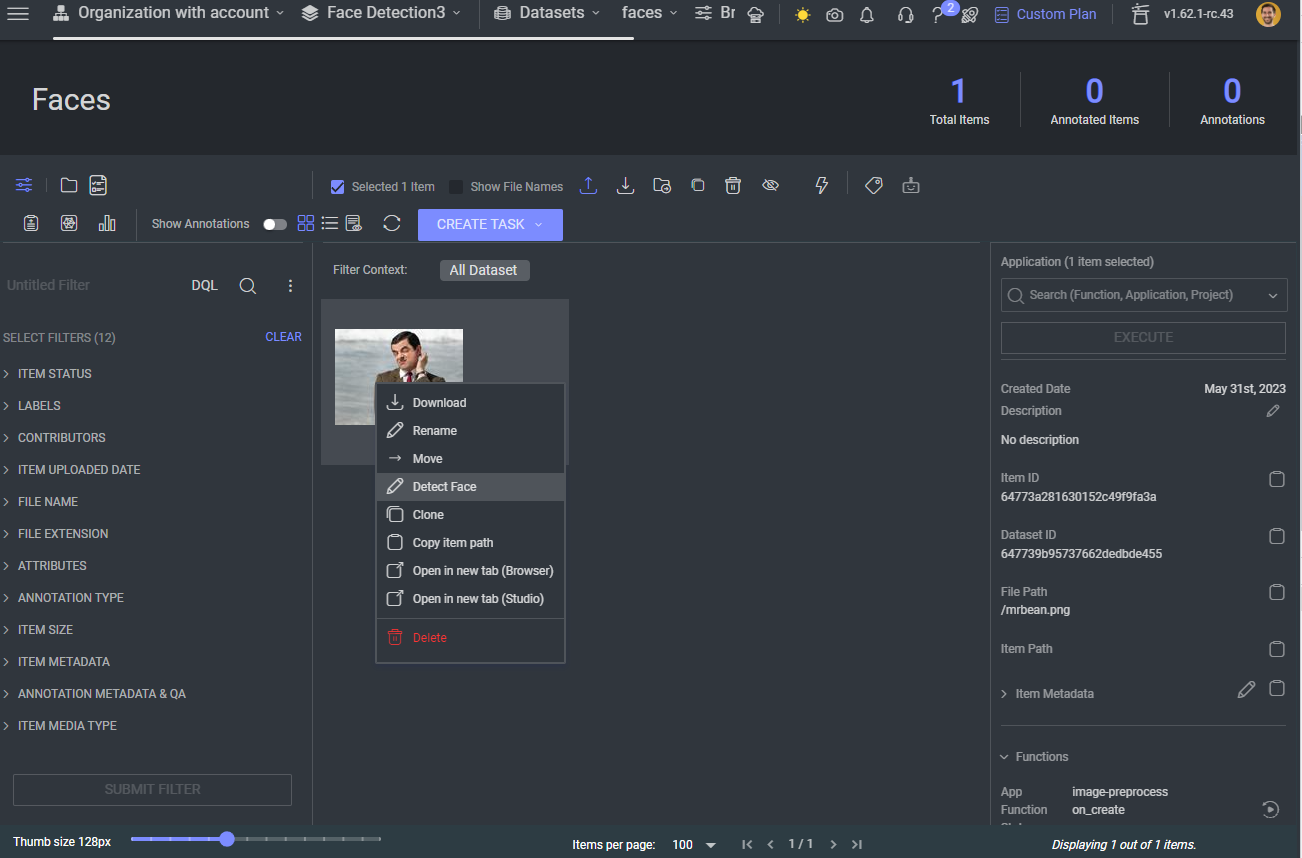 Organization with account Face Detection3 Datasets faces Br 2 Custom Plan v1.62.1-rc.43
Faces
1 0 0
Total Items Annotated Items Annotations
Selected 1 Item Show File Names
Show Annotations CREATE TASK
Untitled Filter DQL
SELECT FILTERS (12) CLEAR
ITEM STATUS
LABELS
CONTRIBUTORS
ITEM UPLOADED DATE
FILE NAME
FILE EXTENSION
ATTRIBUTES
ANNOTATION TYPE
ITEM SIZE
ITEM METADATA
ANNOTATION METADATA & QA
ITEM MEDIA TYPE
SUBMIT FILTER
Thumb size 128px
Filter Context: All Dataset
Download
Rename
Move
Detect Face
Clone
Copy item path
Open in new tab (Browser)
Open in new tab (Studio)
Delete
Items per page: 100 1 / 1
Application (1 item selected)
Search (Function, Application, Project)
EXECUTE
Created Date May 31st, 2023
Description
No description
Item ID
64773a281630152c49f9fa3a
Dataset ID
647739b95737662dedbde455
File Path
/mrbean.png
Item Path
Item Metadata
Functions
App image-preprocess
Function on_create
Displaying 1 out of 1 items.